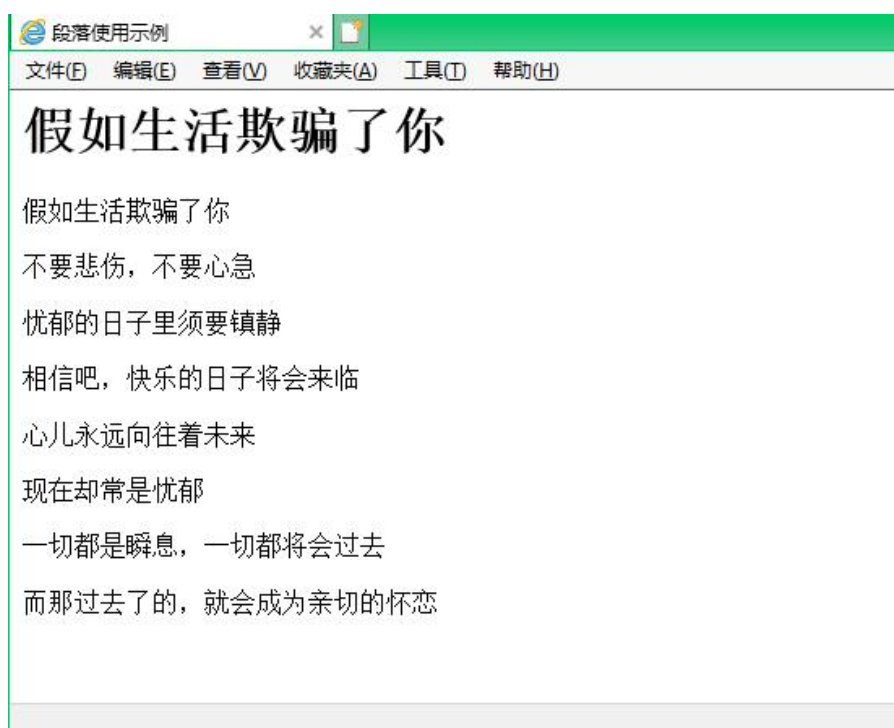 段落使用示例
文件(F) 编辑(E) 查看(V) 收藏夹(A) 工具(T) 帮助(H)
假如生活欺骗了你
假如生活欺骗了你
不要悲伤，不要心急
忧郁的日子里须要镇静
相信吧，快乐的日子将会来临
心儿永远向往着未来
现在却常是忧郁
一切都是瞬息，一切都将会过去
而那过去了的，就会成为亲切的怀恋